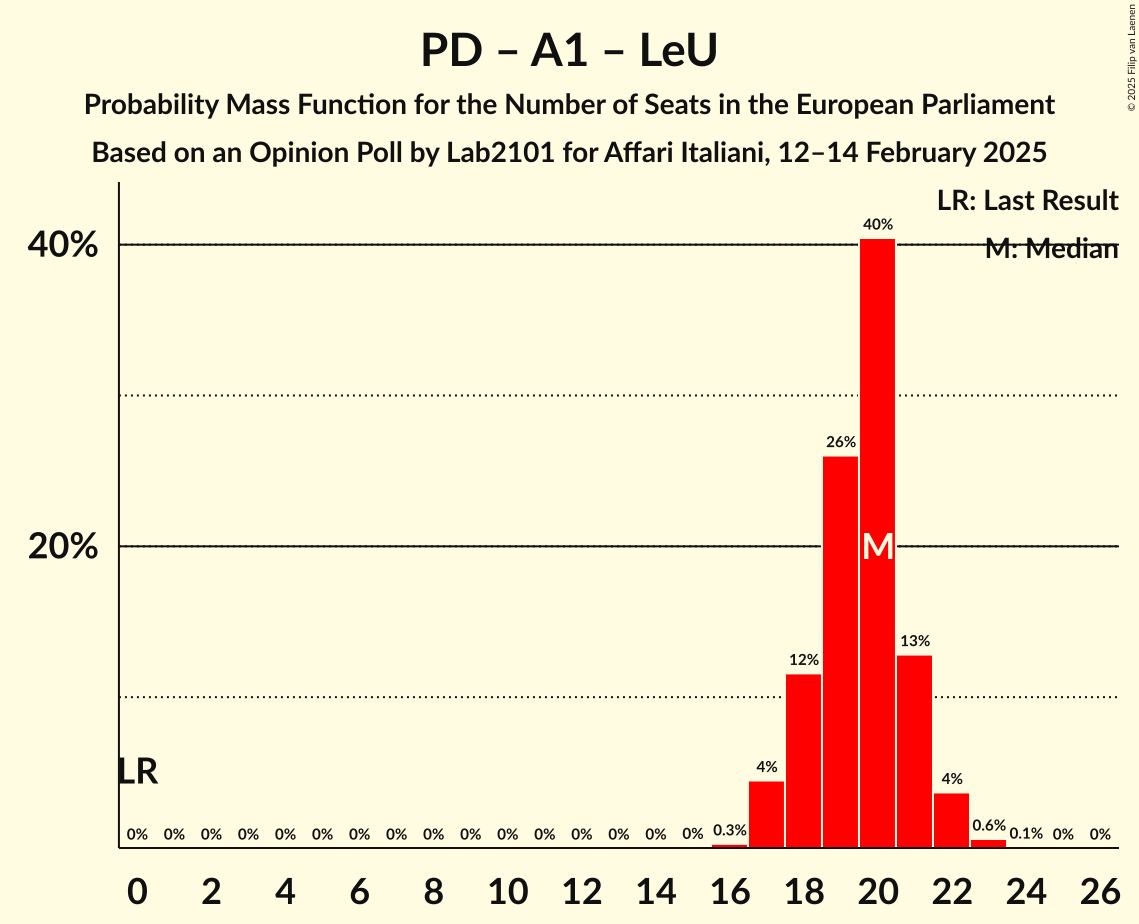 PD – A1 – LeU
Probability Mass Function for the Number of Seats in the European Parliament
Based on an Opinion Poll by Lab2101 for Affari Italiani, 12–14 February 2025
© 2025 Filip van Laenen
LR: Last Result
M: Median
40%
20%
LR
M
0% 0% 0% 0% 0% 0% 0% 0% 0% 0% 0% 0% 0% 0% 0% 0% 0.3% 4% 12% 26% 40% 13% 4% 0.6% 0.1% 0% 0%
0 2 4 6 8 10 12 14 16 18 20 22 24 26